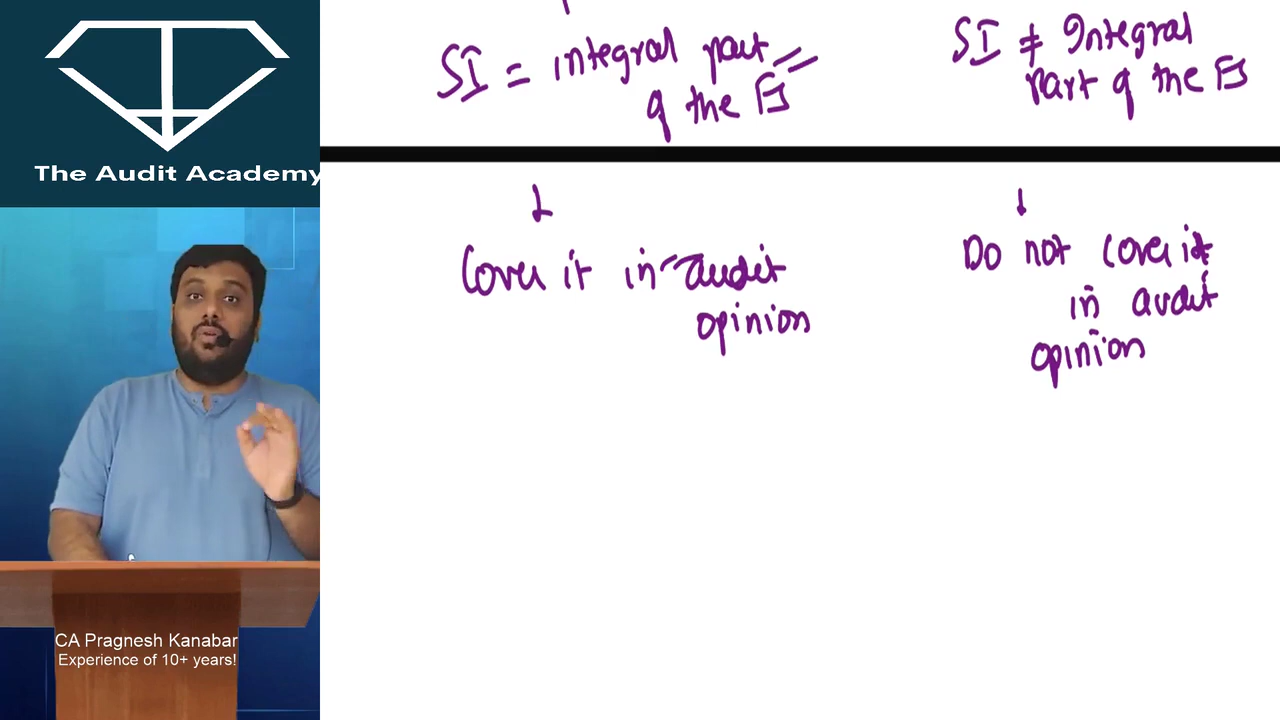 The Audit Academy
SI = integral part
of the FS
SI ≠ Integral
part of the FS
Cover it in audit
opinion
Do not cover it
in audit
opinion
CA Pragnesh Kanabar
Experience of 10+ years!